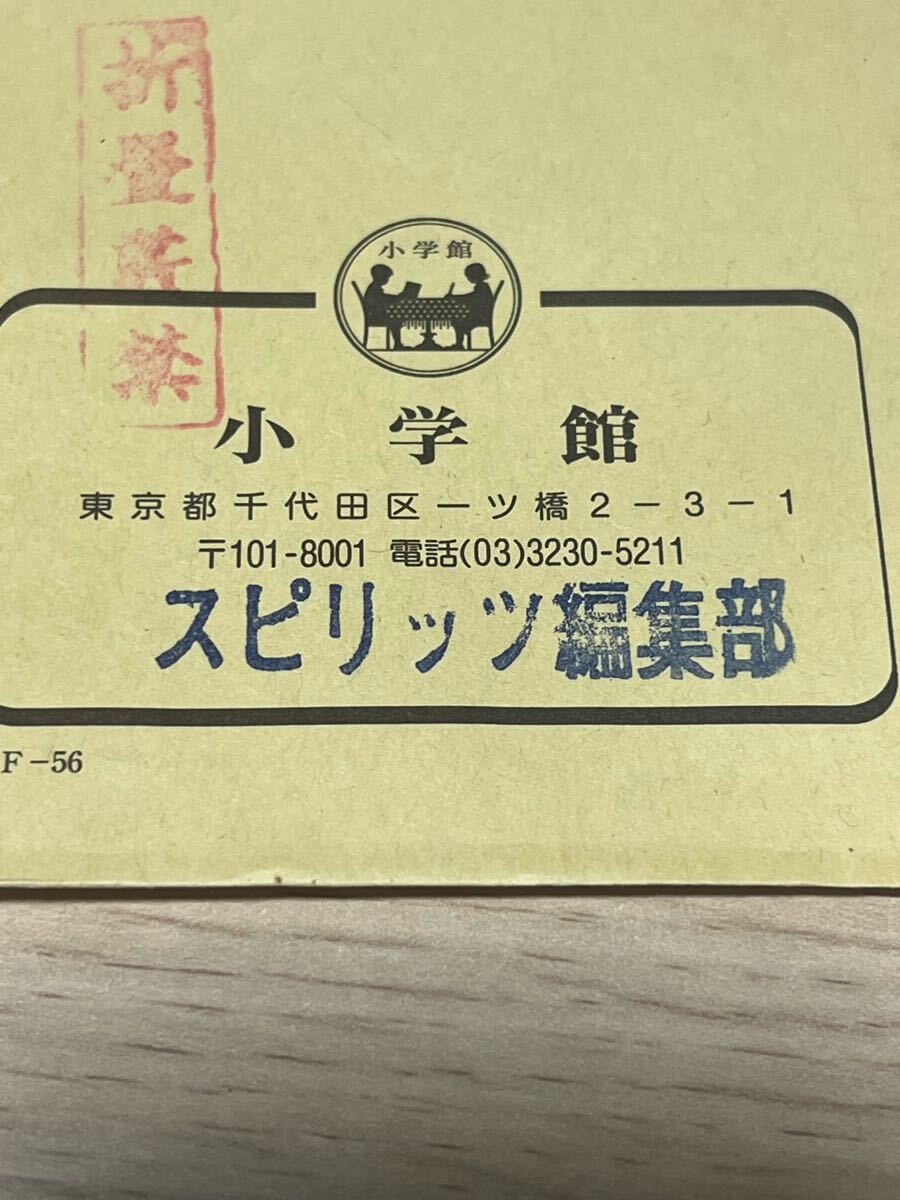 折畳厳禁
小学館
小学館
東京都千代田区一ツ橋2-3-1
〒101-8001 電話(03)3230-5211
スピリッツ編集部
F-56